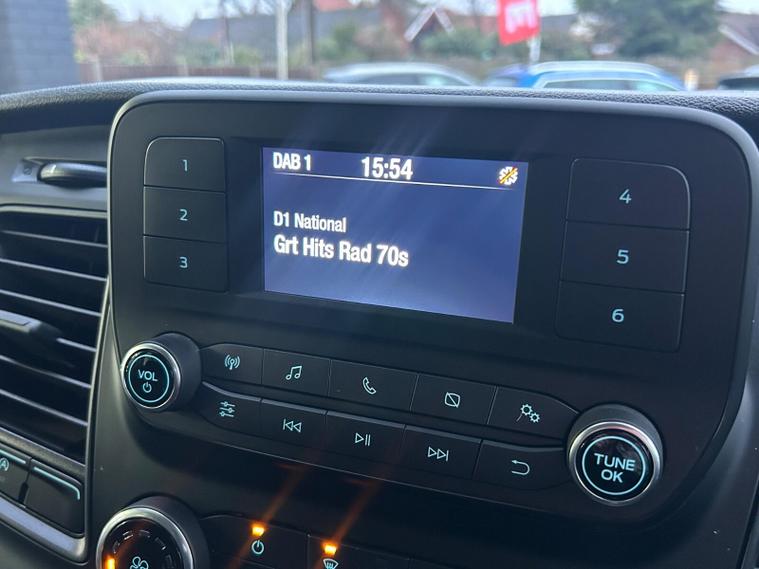 DAB 1 15:54
D1 National
Grt Hits Rad 70s
1
2
3
4
5
6
VOL
TUNE
OK